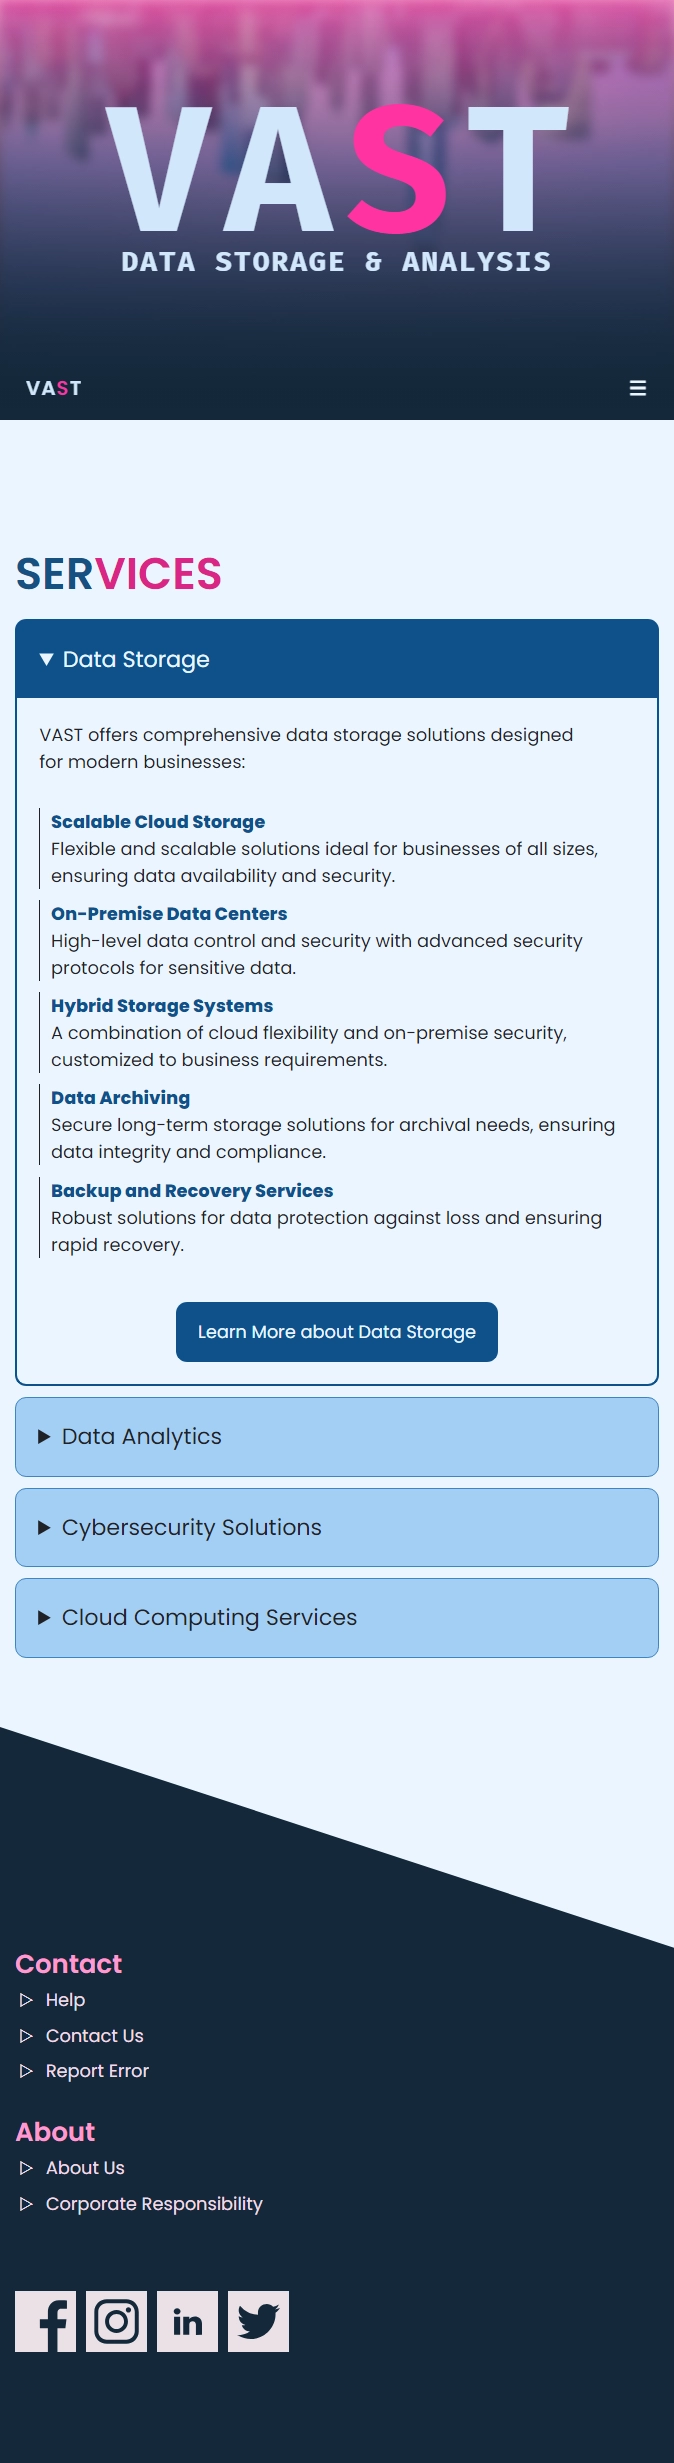 VAST
DATA STORAGE & ANALYSIS
VAST
SERVICES
Data Storage
VAST offers comprehensive data storage solutions designed
for modern businesses:
Scalable Cloud Storage
Flexible and scalable solutions ideal for businesses of all sizes,
ensuring data availability and security.
On-Premise Data Centers
High-level data control and security with advanced security
protocols for sensitive data.
Hybrid Storage Systems
A combination of cloud flexibility and on-premise security,
customized to business requirements.
Data Archiving
Secure long-term storage solutions for archival needs, ensuring
data integrity and compliance.
Backup and Recovery Services
Robust solutions for data protection against loss and ensuring
rapid recovery.
Learn More about Data Storage
Data Analytics
Cybersecurity Solutions
Cloud Computing Services
Contact
Help
Contact Us
Report Error
About
About Us
Corporate Responsibility